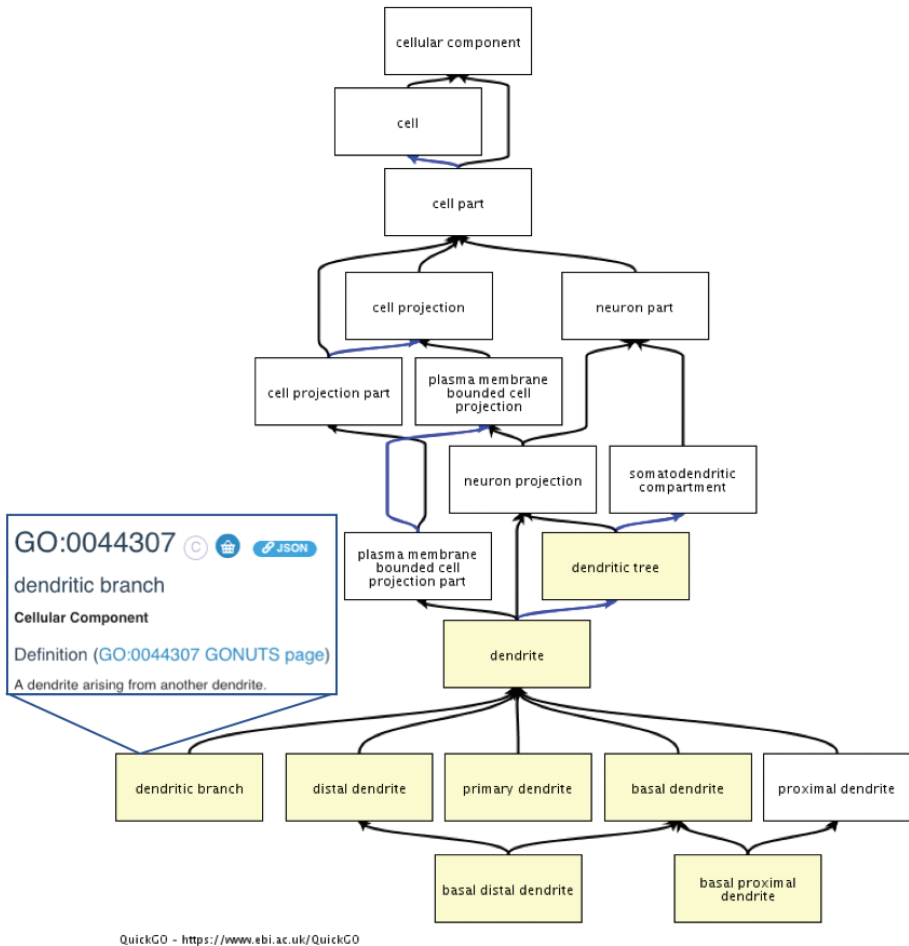 cellular component
cell
cell part
cell projection
neuron part
cell projection part
plasma membrane
bounded cell
projection
neuron projection
somatodendritic
compartment
GO:0044307 C JSON
dendritic branch
Cellular Component
Definition (GO:0044307 GONUTS page)
A dendrite arising from another dendrite.
plasma membrane
bounded cell
projection part
dendritic tree
dendrite
dendritic branch
distal dendrite
primary dendrite
basal dendrite
proximal dendrite
basal distal dendrite
basal proximal
dendrite
QuickGO - https://www.ebi.ac.uk/QuickGO